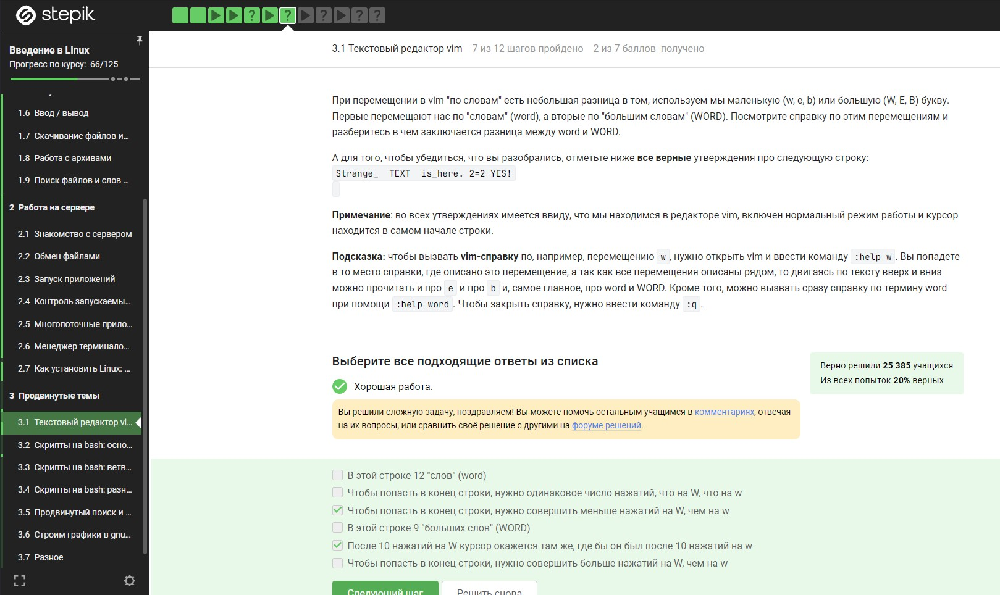 stepik
Введение в Linux
Прогресс по курсу: 66/125
1.6 Ввод / вывод
1.7 Скачивание файлов и...
1.8 Работа с архивами
1.9 Поиск файлов и слов ...
2 Работа на сервере
2.1 Знакомство с сервером
2.2 Обмен файлами
2.3 Запуск приложений
2.4 Контроль запускаемы...
2.5 Многопоточные прило...
2.6 Менеджер терминало...
2.7 Как установить Linux: ...
3 Продвинутые темы
3.1 Текстовый редактор vi...
3.2 Скрипты на bash: осно...
3.3 Скрипты на bash: ветв...
3.4 Скрипты на bash: разн...
3.5 Продвинутый поиск и ...
3.6 Строим графики в gnu...
3.7 Разное
3.1 Текстовый редактор vim 7 из 12 шагов пройдено 2 из 7 баллов получено
При перемещении в vim "по словам" есть небольшая разница в том, используем мы маленькую (w, e, b) или большую (W, E, B) букву.
Первые перемещают нас по "словам" (word), а вторые по "большим словам" (WORD). Посмотрите справку по этим перемещениям и
разберитесь в чем заключается разница между word и WORD.
А для того, чтобы убедиться, что вы разобрались, отметьте ниже все верные утверждения про следующую строку:
Strange_  TEXT  is_here. 2=2 YES!
Примечание: во всех утверждениях имеется ввиду, что мы находимся в редакторе vim, включен нормальный режим работы и курсор
находится в самом начале строки.
Подсказка: чтобы вызвать vim-справку по, например, перемещению w, нужно открыть vim и ввести команду :help w. Вы попадете
в то место справки, где описано это перемещение, а так как все перемещения описаны рядом, то двигаясь по тексту вверх и вниз
можно прочитать и про e и про b и, самое главное, про word и WORD. Кроме того, можно вызвать сразу справку по термину word
при помощи :help word. Чтобы закрыть справку, нужно ввести команду :q.
Выберите все подходящие ответы из списка
Верно решили 25 385 учащихся
Из всех попыток 20% верных
Хорошая работа.
Вы решили сложную задачу, поздравляем! Вы можете помочь остальным учащимся в комментариях, отвечая
на их вопросы, или сравнить своё решение с другими на форуме решений.
В этой строке 12 "слов" (word)
Чтобы попасть в конец строки, нужно одинаковое число нажатий, что на W, что на w
Чтобы попасть в конец строки, нужно совершить меньше нажатий на W, чем на w
В этой строке 9 "больших слов" (WORD)
После 10 нажатий на W курсор окажется там же, где бы он был после 10 нажатий на w
Чтобы попасть в конец строки, нужно совершить больше нажатий на W, чем на w
Следующий шаг
Решить снова